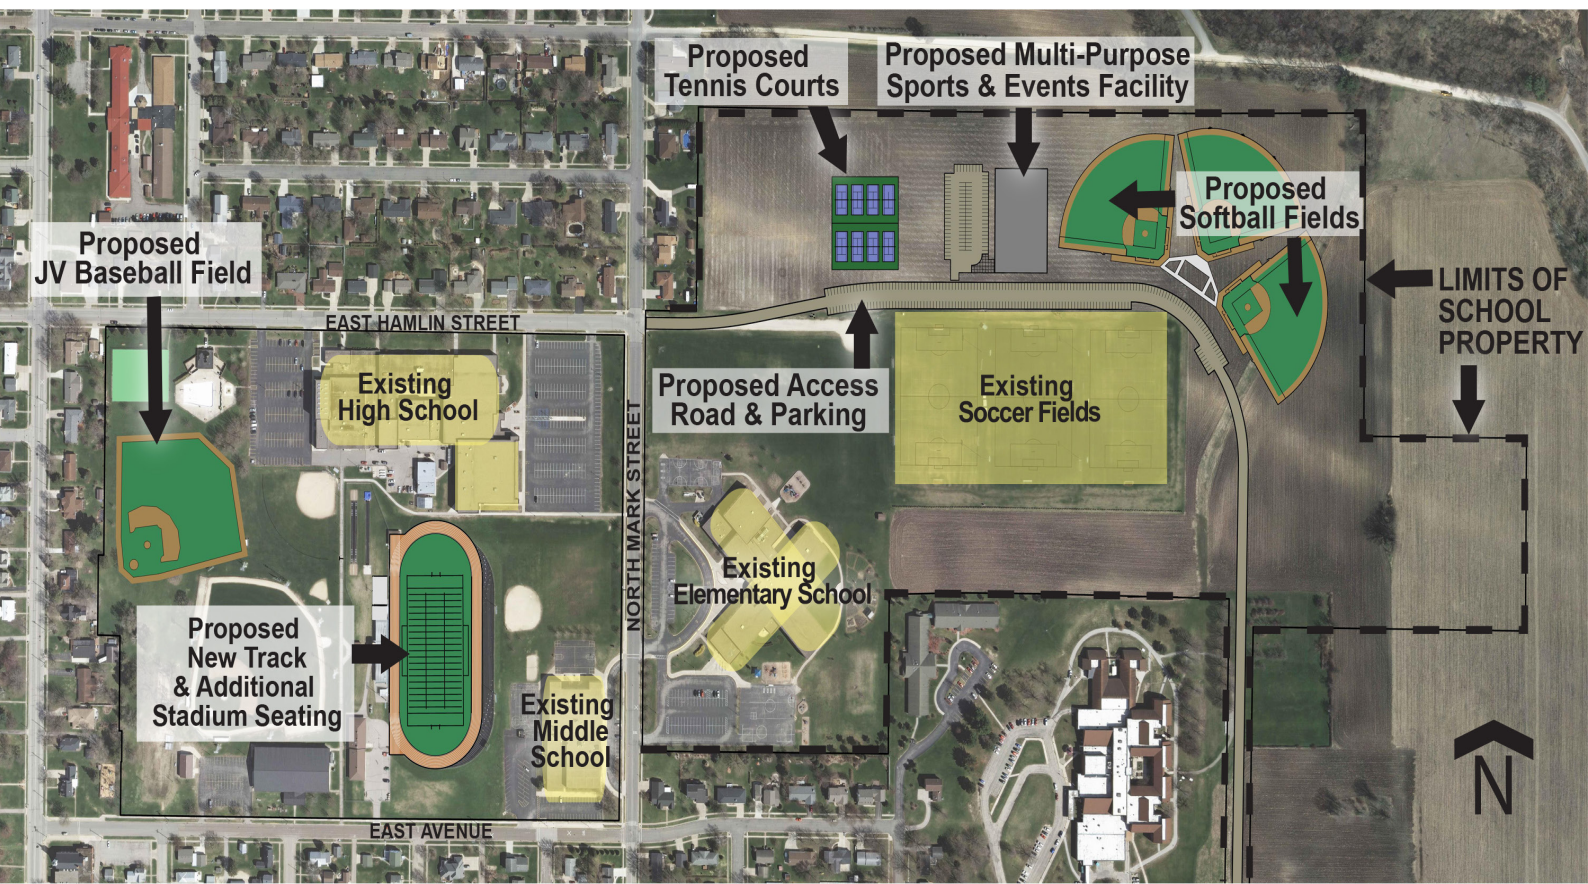 Proposed
Tennis Courts
Proposed Multi-Purpose
Sports & Events Facility
Proposed
Softball Fields
Proposed
JV Baseball Field
LIMITS OF
SCHOOL
PROPERTY
EAST HAMLIN STREET
Existing
High School
Proposed Access
Road & Parking
Existing
Soccer Fields
NORTH MARK STREET
Existing
Elementary School
Proposed
New Track
& Additional
Stadium Seating
Existing
Middle
School
N
EAST AVENUE